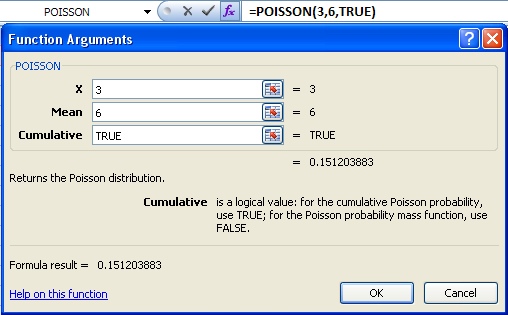 POISSON fx =POISSON(3,6,TRUE)
Function Arguments ?
POISSON
X 3 = 3
Mean 6 = 6
Cumulative TRUE = TRUE
= 0.151203883
Returns the Poisson distribution.
Cumulative is a logical value: for the cumulative Poisson probability,
use TRUE; for the Poisson probability mass function, use
FALSE.
Formula result = 0.151203883
Help on this function OK Cancel